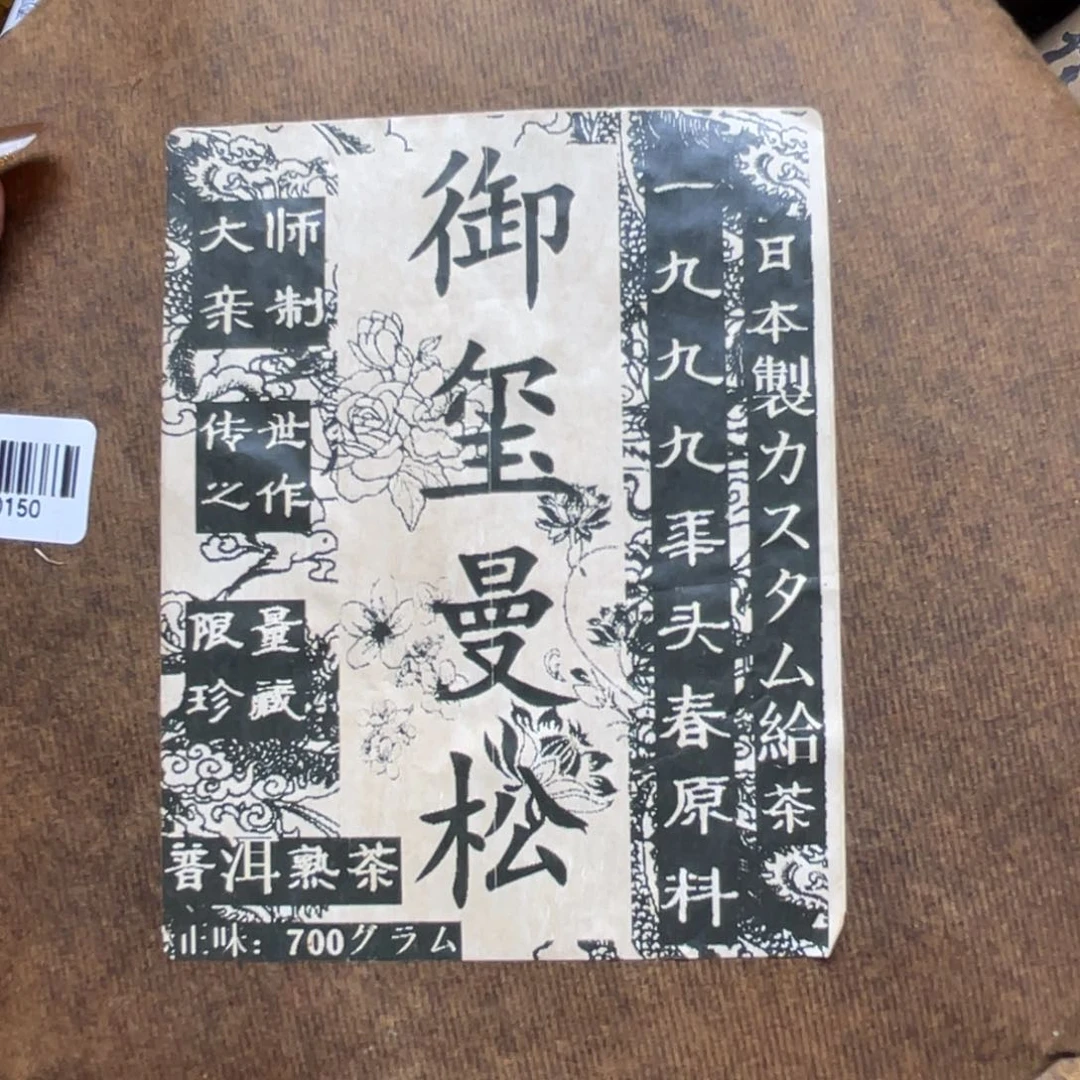 日本製カスタム給茶
一九九九年头春原料
御玺曼松
大师
亲制
传世
之作
限量
珍藏
普洱熟茶
正味：700グラム
0150